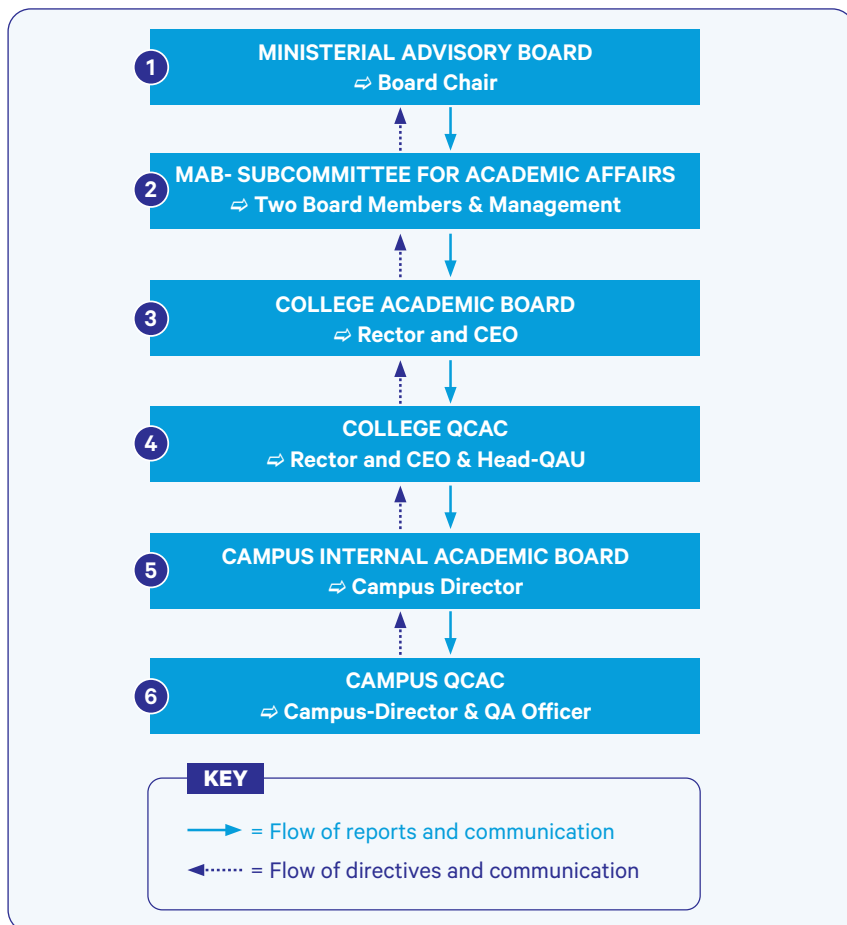 1
MINISTERIAL ADVISORY BOARD
⇨ Board Chair
2
MAB- SUBCOMMITTEE FOR ACADEMIC AFFAIRS
⇨ Two Board Members & Management
3
COLLEGE ACADEMIC BOARD
⇨ Rector and CEO
4
COLLEGE QCAC
⇨ Rector and CEO & Head-QAU
5
CAMPUS INTERNAL ACADEMIC BOARD
⇨ Campus Director
6
CAMPUS QCAC
⇨ Campus-Director & QA Officer
KEY
= Flow of reports and communication
= Flow of directives and communication